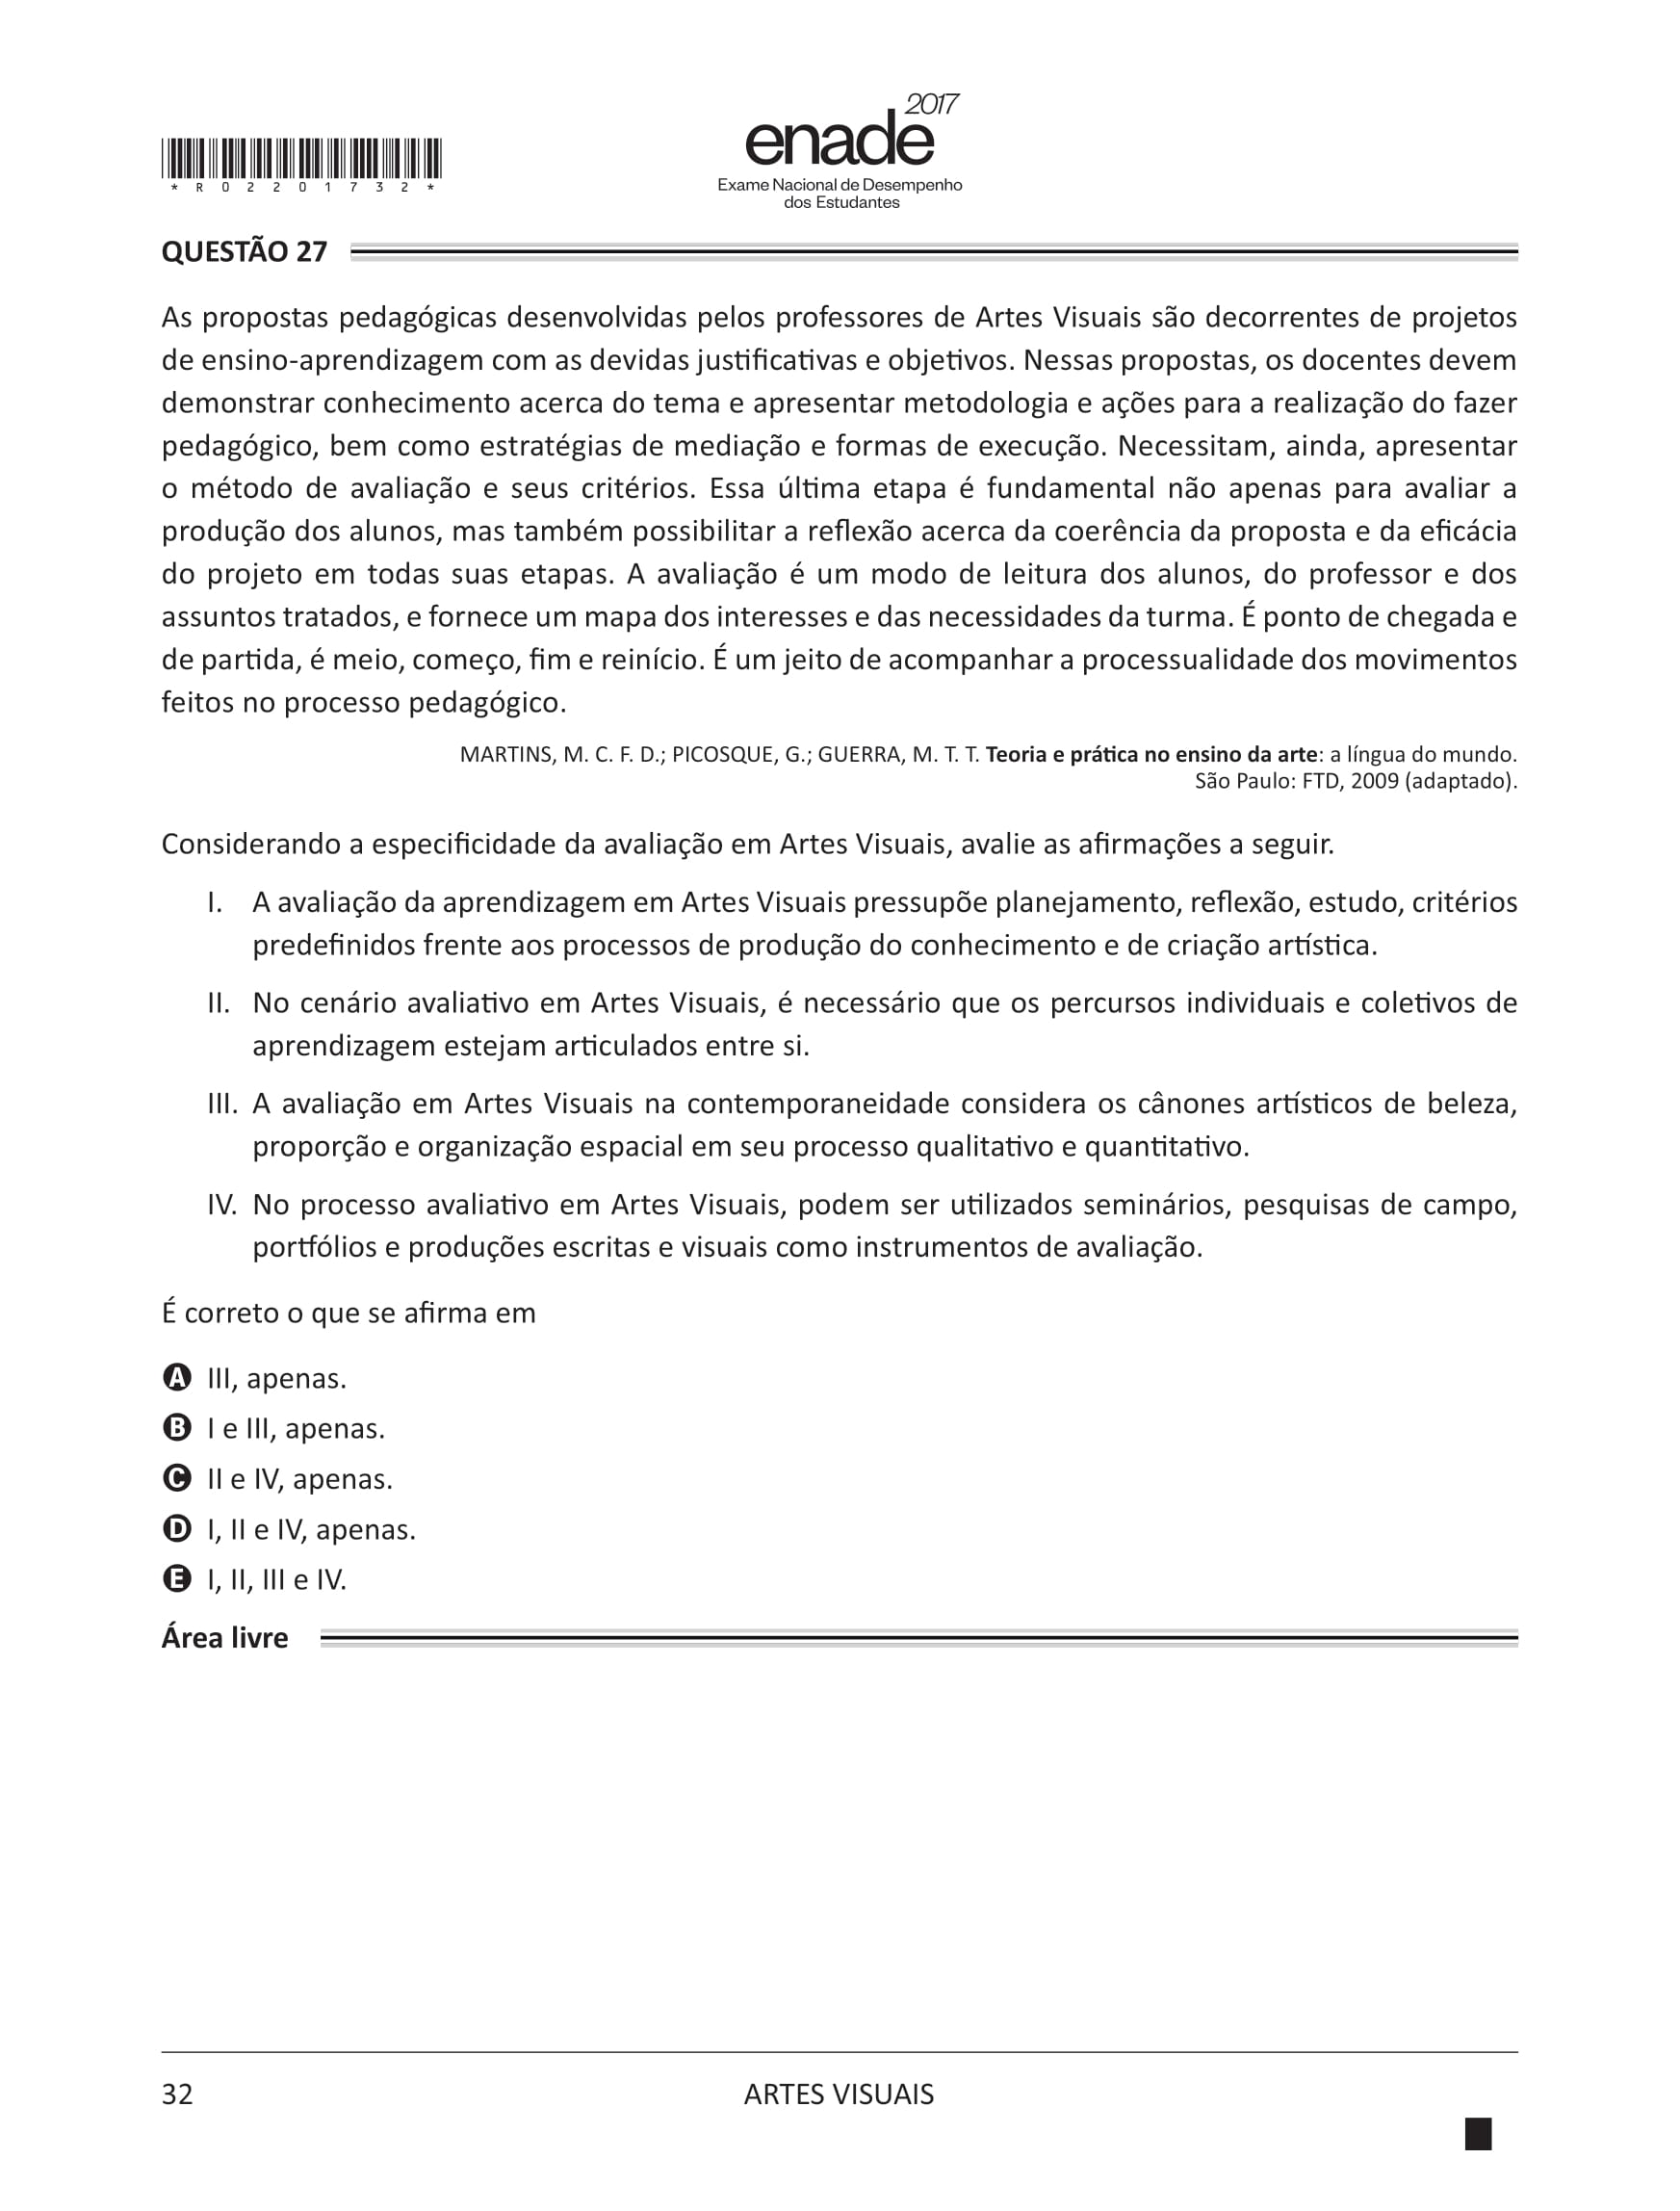 *R02201732*
2017
enade
Exame Nacional de Desempenho
dos Estudantes
QUESTÃO 27
As propostas pedagógicas desenvolvidas pelos professores de Artes Visuais são decorrentes de projetos
de ensino-aprendizagem com as devidas justificativas e objetivos. Nessas propostas, os docentes devem
demonstrar conhecimento acerca do tema e apresentar metodologia e ações para a realização do fazer
pedagógico, bem como estratégias de mediação e formas de execução. Necessitam, ainda, apresentar
o método de avaliação e seus critérios. Essa última etapa é fundamental não apenas para avaliar a
produção dos alunos, mas também possibilitar a reflexão acerca da coerência da proposta e da eficácia
do projeto em todas suas etapas. A avaliação é um modo de leitura dos alunos, do professor e dos
assuntos tratados, e fornece um mapa dos interesses e das necessidades da turma. É ponto de chegada e
de partida, é meio, começo, fim e reinício. É um jeito de acompanhar a processualidade dos movimentos
feitos no processo pedagógico.
MARTINS, M. C. F. D.; PICOSQUE, G.; GUERRA, M. T. T. Teoria e prática no ensino da arte: a língua do mundo.
São Paulo: FTD, 2009 (adaptado).
Considerando a especificidade da avaliação em Artes Visuais, avalie as afirmações a seguir.
I. A avaliação da aprendizagem em Artes Visuais pressupõe planejamento, reflexão, estudo, critérios
predefinidos frente aos processos de produção do conhecimento e de criação artística.
II. No cenário avaliativo em Artes Visuais, é necessário que os percursos individuais e coletivos de
aprendizagem estejam articulados entre si.
III. A avaliação em Artes Visuais na contemporaneidade considera os cânones artísticos de beleza,
proporção e organização espacial em seu processo qualitativo e quantitativo.
IV. No processo avaliativo em Artes Visuais, podem ser utilizados seminários, pesquisas de campo,
portfólios e produções escritas e visuais como instrumentos de avaliação.
É correto o que se afirma em
A III, apenas.
B I e III, apenas.
C II e IV, apenas.
D I, II e IV, apenas.
E I, II, III e IV.
Área livre
32
ARTES VISUAIS